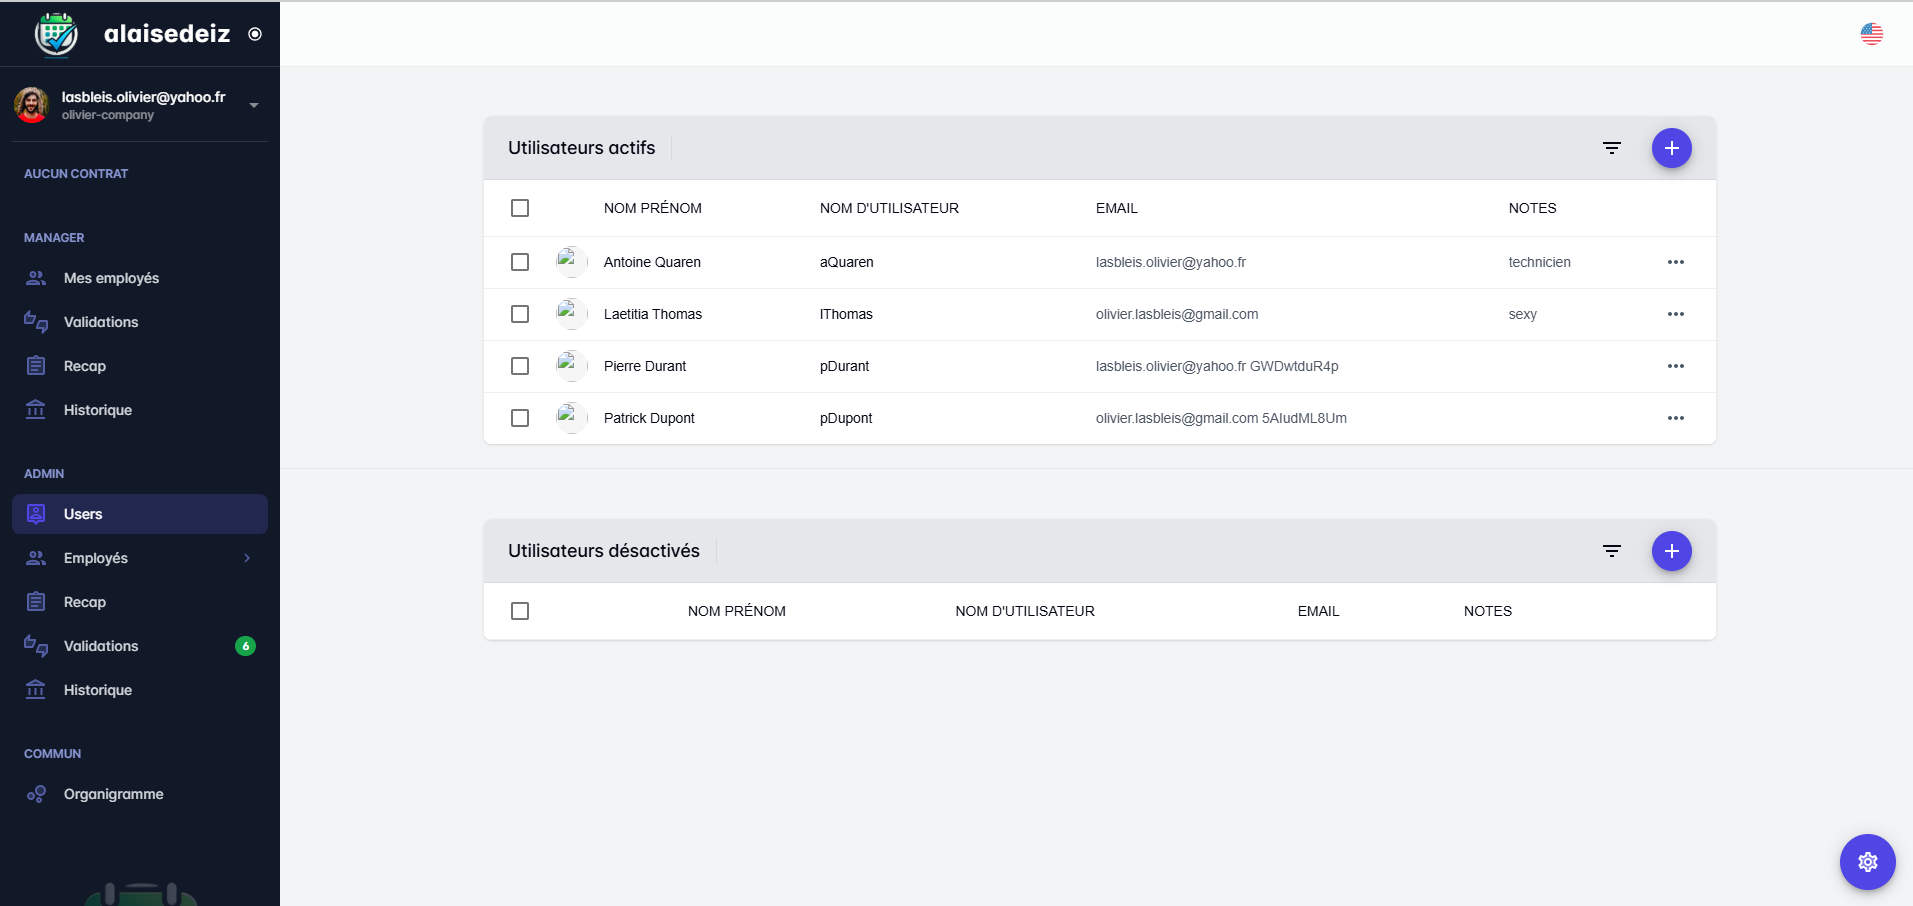 alaisedeiz
lasbleis.olivier@yahoo.fr
olivier-company
AUCUN CONTRAT
MANAGER
Mes employés
Validations
Recap
Historique
ADMIN
Users
Employés
Recap
Validations 6
Historique
COMMUN
Organigramme
Utilisateurs actifs
NOM PRÉNOM NOM D'UTILISATEUR EMAIL NOTES
Antoine Quaren aQuaren lasbleis.olivier@yahoo.fr technicien
Laetitia Thomas lThomas olivier.lasbleis@gmail.com sexy
Pierre Durant pDurant lasbleis.olivier@yahoo.fr GWDwtduR4p
Patrick Dupont pDupont olivier.lasbleis@gmail.com 5AIudML8Um
Utilisateurs désactivés
NOM PRÉNOM NOM D'UTILISATEUR EMAIL NOTES